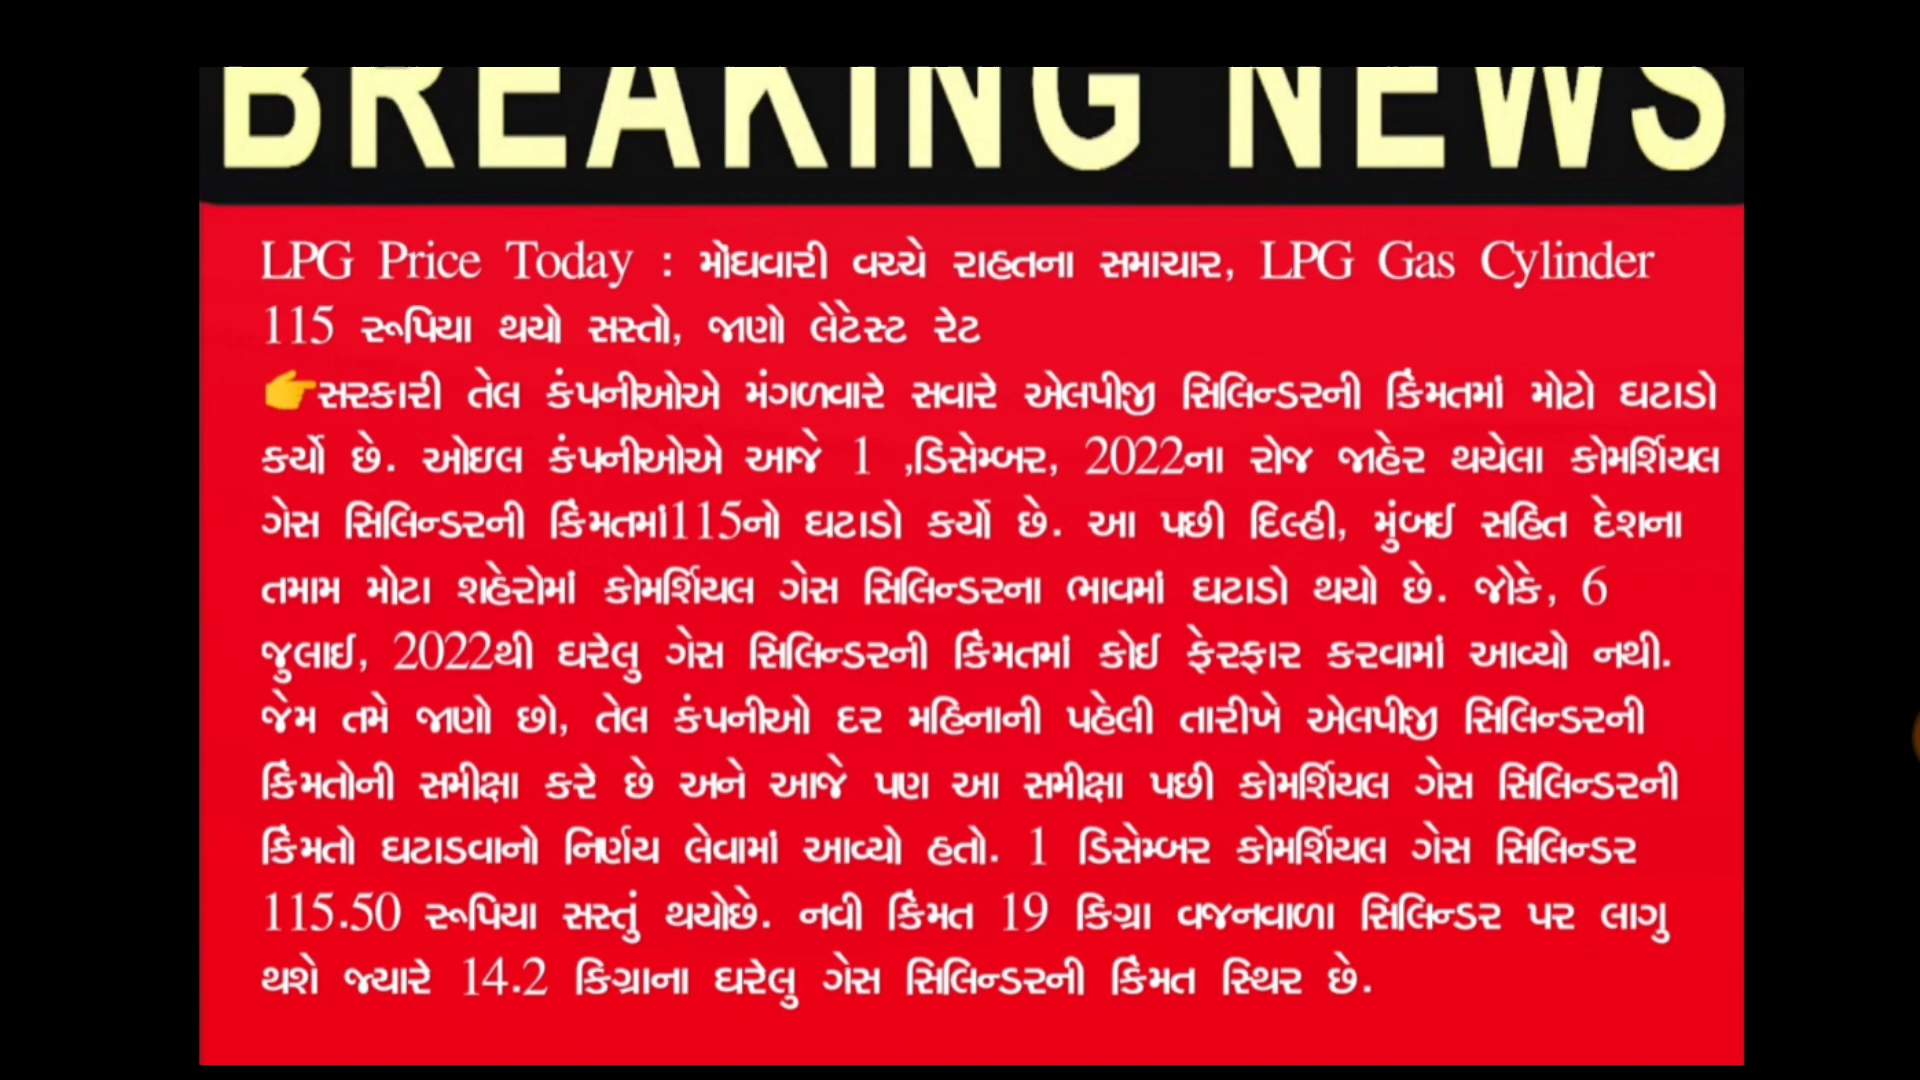 BREAKING NEWS
LPG Price Today : મોંઘવારી વચ્ચે રાહતના સમાચાર, LPG Gas Cylinder
115 રૂપિયા થયો સસ્તો, જાણો લેટેસ્ટ રેટ
👉સરકારી તેલ કંપનીઓએ મંગળવારે સવારે એલપીજી સિલિન્ડરની કિંમતમાં મોટો ઘટાડો
કર્યો છે. ઓઇલ કંપનીઓએ આજે 1 ,ડિસેમ્બર, 2022ના રોજ જાહેર થયેલા કોમર્શિયલ
ગેસ સિલિન્ડરની કિંમતમાં115નો ઘટાડો કર્યો છે. આ પછી દિલ્હી, મુંબઈ સહિત દેશના
તમામ મોટા શહેરોમાં કોમર્શિયલ ગેસ સિલિન્ડરના ભાવમાં ઘટાડો થયો છે. જોકે, 6
જુલાઈ, 2022થી ઘરેલુ ગેસ સિલિન્ડરની કિંમતમાં કોઈ ફેરફાર કરવામાં આવ્યો નથી.
જેમ તમે જાણો છો, તેલ કંપનીઓ દર મહિનાની પહેલી તારીખે એલપીજી સિલિન્ડરની
કિંમતોની સમીક્ષા કરે છે અને આજે પણ આ સમીક્ષા પછી કોમર્શિયલ ગેસ સિલિન્ડરની
કિંમતો ઘટાડવાનો નિર્ણય લેવામાં આવ્યો હતો. 1 ડિસેમ્બર કોમર્શિયલ ગેસ સિલિન્ડર
115.50 રૂપિયા સસ્તું થયોછે. નવી કિંમત 19 કિગ્રા વજનવાળા સિલિન્ડર પર લાગુ
થશે જ્યારે 14.2 કિગ્રાના ઘરેલુ ગેસ સિલિન્ડરની કિંમત સ્થિર છે.